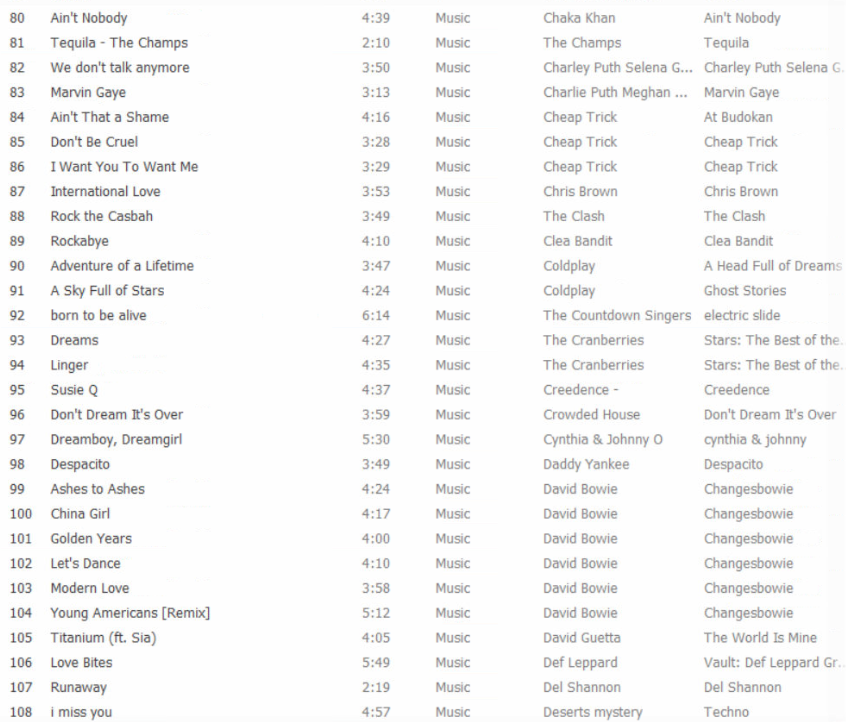 80 Ain't Nobody 4:39 Music Chaka Khan Ain't Nobody
81 Tequila - The Champs 2:10 Music The Champs Tequila
82 We don't talk anymore 3:50 Music Charley Puth Selena G... Charley Puth Selena G.
83 Marvin Gaye 3:13 Music Charlie Puth Meghan ... Marvin Gaye
84 Ain't That a Shame 4:16 Music Cheap Trick At Budokan
85 Don't Be Cruel 3:28 Music Cheap Trick Cheap Trick
86 I Want You To Want Me 3:29 Music Cheap Trick Cheap Trick
87 International Love 3:53 Music Chris Brown Chris Brown
88 Rock the Casbah 3:49 Music The Clash The Clash
89 Rockabye 4:10 Music Clea Bandit Clea Bandit
90 Adventure of a Lifetime 3:47 Music Coldplay A Head Full of Dreams
91 A Sky Full of Stars 4:24 Music Coldplay Ghost Stories
92 born to be alive 6:14 Music The Countdown Singers electric slide
93 Dreams 4:27 Music The Cranberries Stars: The Best of the.
94 Linger 4:35 Music The Cranberries Stars: The Best of the.
95 Susie Q 4:37 Music Creedence - Creedence
96 Don't Dream It's Over 3:59 Music Crowded House Don't Dream It's Over
97 Dreamboy, Dreamgirl 5:30 Music Cynthia & Johnny O cynthia & johnny
98 Despacito 3:49 Music Daddy Yankee Despacito
99 Ashes to Ashes 4:24 Music David Bowie Changesbowie
100 China Girl 4:17 Music David Bowie Changesbowie
101 Golden Years 4:00 Music David Bowie Changesbowie
102 Let's Dance 4:10 Music David Bowie Changesbowie
103 Modern Love 3:58 Music David Bowie Changesbowie
104 Young Americans [Remix] 5:12 Music David Bowie Changesbowie
105 Titanium (ft. Sia) 4:05 Music David Guetta The World Is Mine
106 Love Bites 5:49 Music Def Leppard Vault: Def Leppard Gr..
107 Runaway 2:19 Music Del Shannon Del Shannon
108 i miss you 4:57 Music Deserts mystery Techno